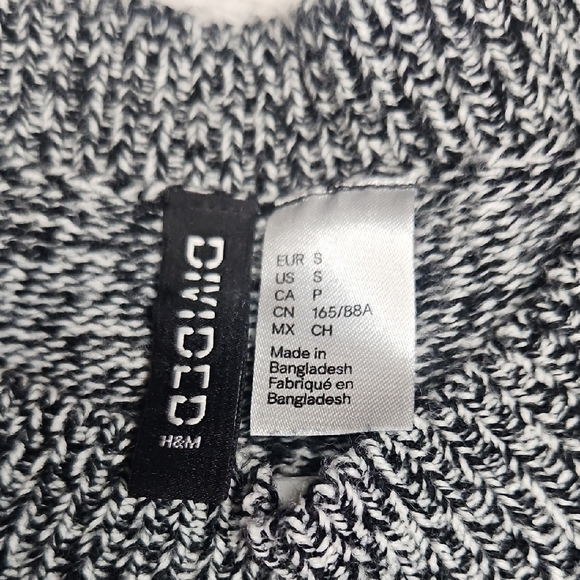 DIVIDED
H&M
EUR S
US S
CA P
CN 165/88A
MX CH
Made in
Bangladesh
Fabriqué en
Bangladesh